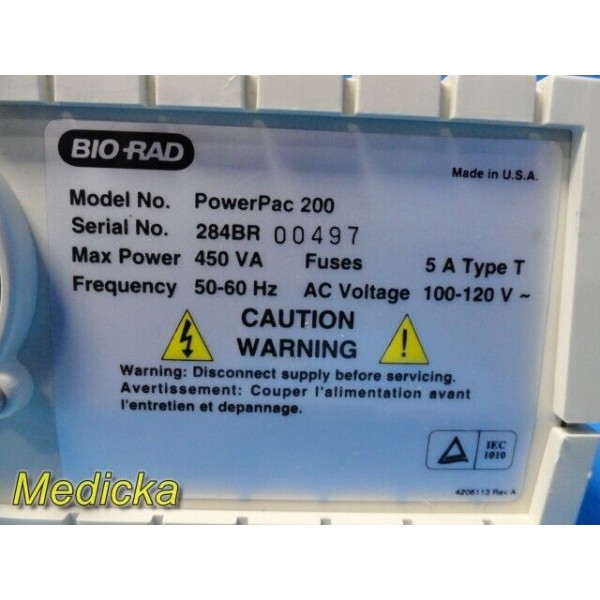 BIO-RAD
Made in U.S.A.
Model No. PowerPac 200
Serial No. 284BR 00497
Max Power 450 VA Fuses 5 A Type T
Frequency 50-60 Hz AC Voltage 100-120 V ~
CAUTION
WARNING
Warning: Disconnect supply before servicing.
Avertissement: Couper l'alimentation avant
l'entretien et depannage.
IEC
1010
Medicka
4206113 Rev A